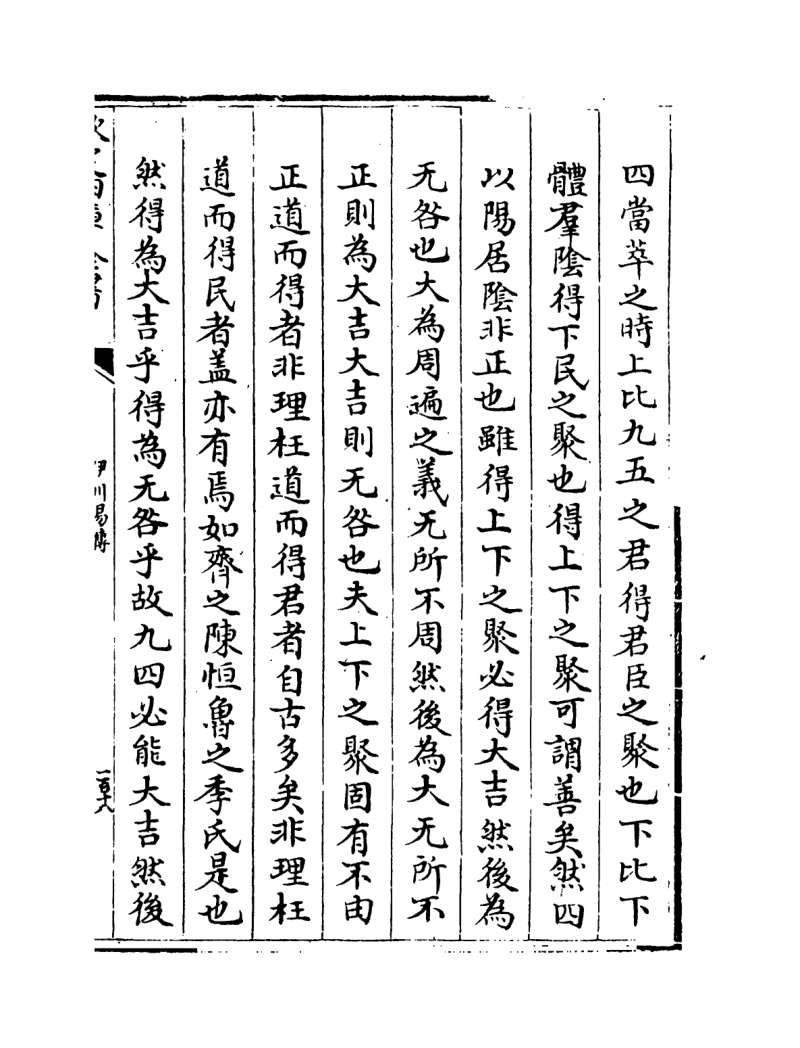 四當萃之時上比九五之君得君臣之聚也下比下
體羣陰得下民之聚也得上下之聚可謂善矣然四
以陽居陰非正也雖得上下之聚必得大吉然後為
无咎也大為周遍之義无所不周然後為大无所不
正則為大吉大吉則无咎也夫上下之聚固有不由
正道而得者非理枉道而得君者自古多矣非理枉
道而得民者蓋亦有焉如齊之陳恒魯之季氏是也
然得為大吉乎得為无咎乎故九四必能大吉然後
伊川易傳